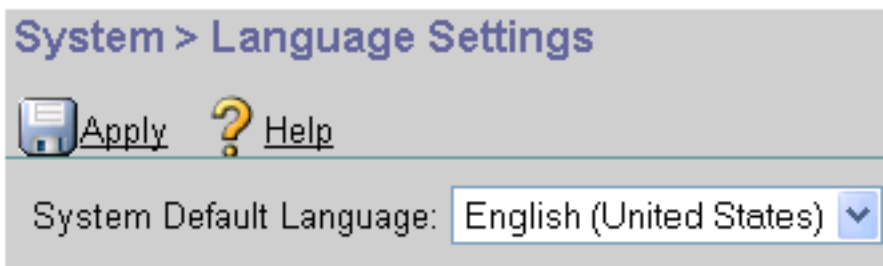 System > Language Settings
Apply Help
System Default Language: English (United States)